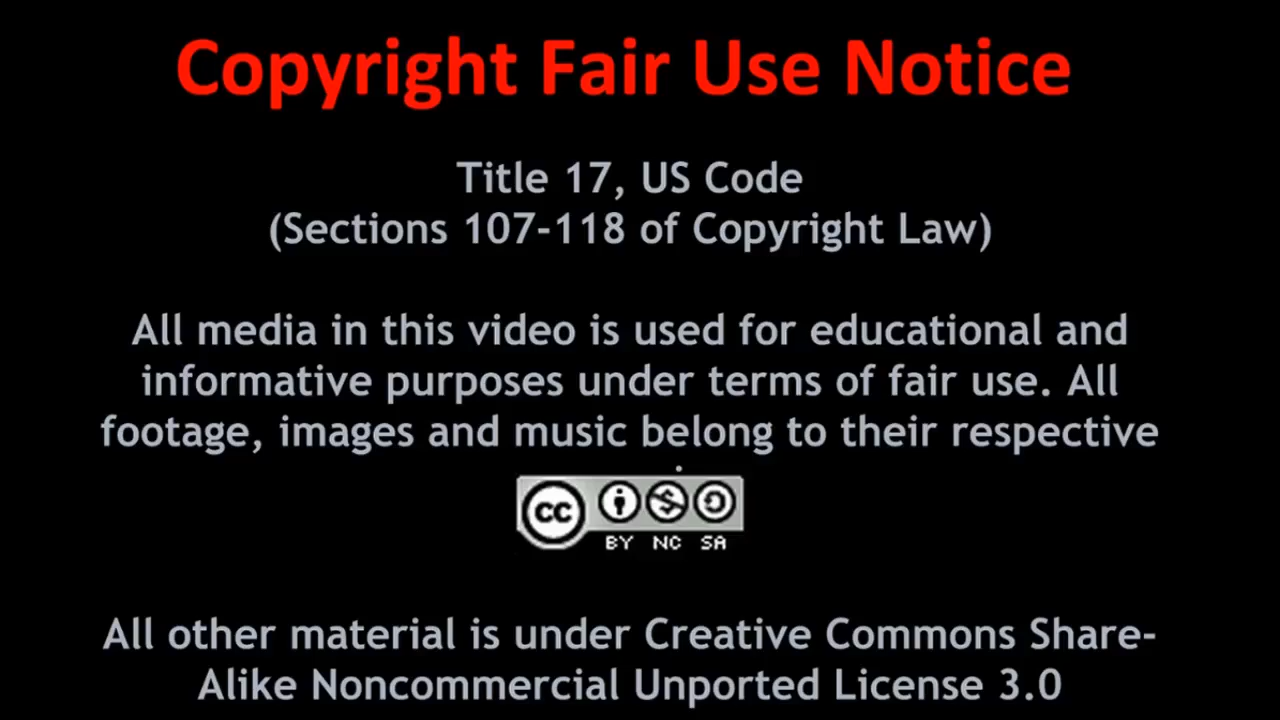 Copyright Fair Use Notice
Title 17, US Code
(Sections 107-118 of Copyright Law)
All media in this video is used for educational and
informative purposes under terms of fair use. All
footage, images and music belong to their respective
cc
BY NC SA
All other material is under Creative Commons Share-
Alike Noncommercial Unported License 3.0